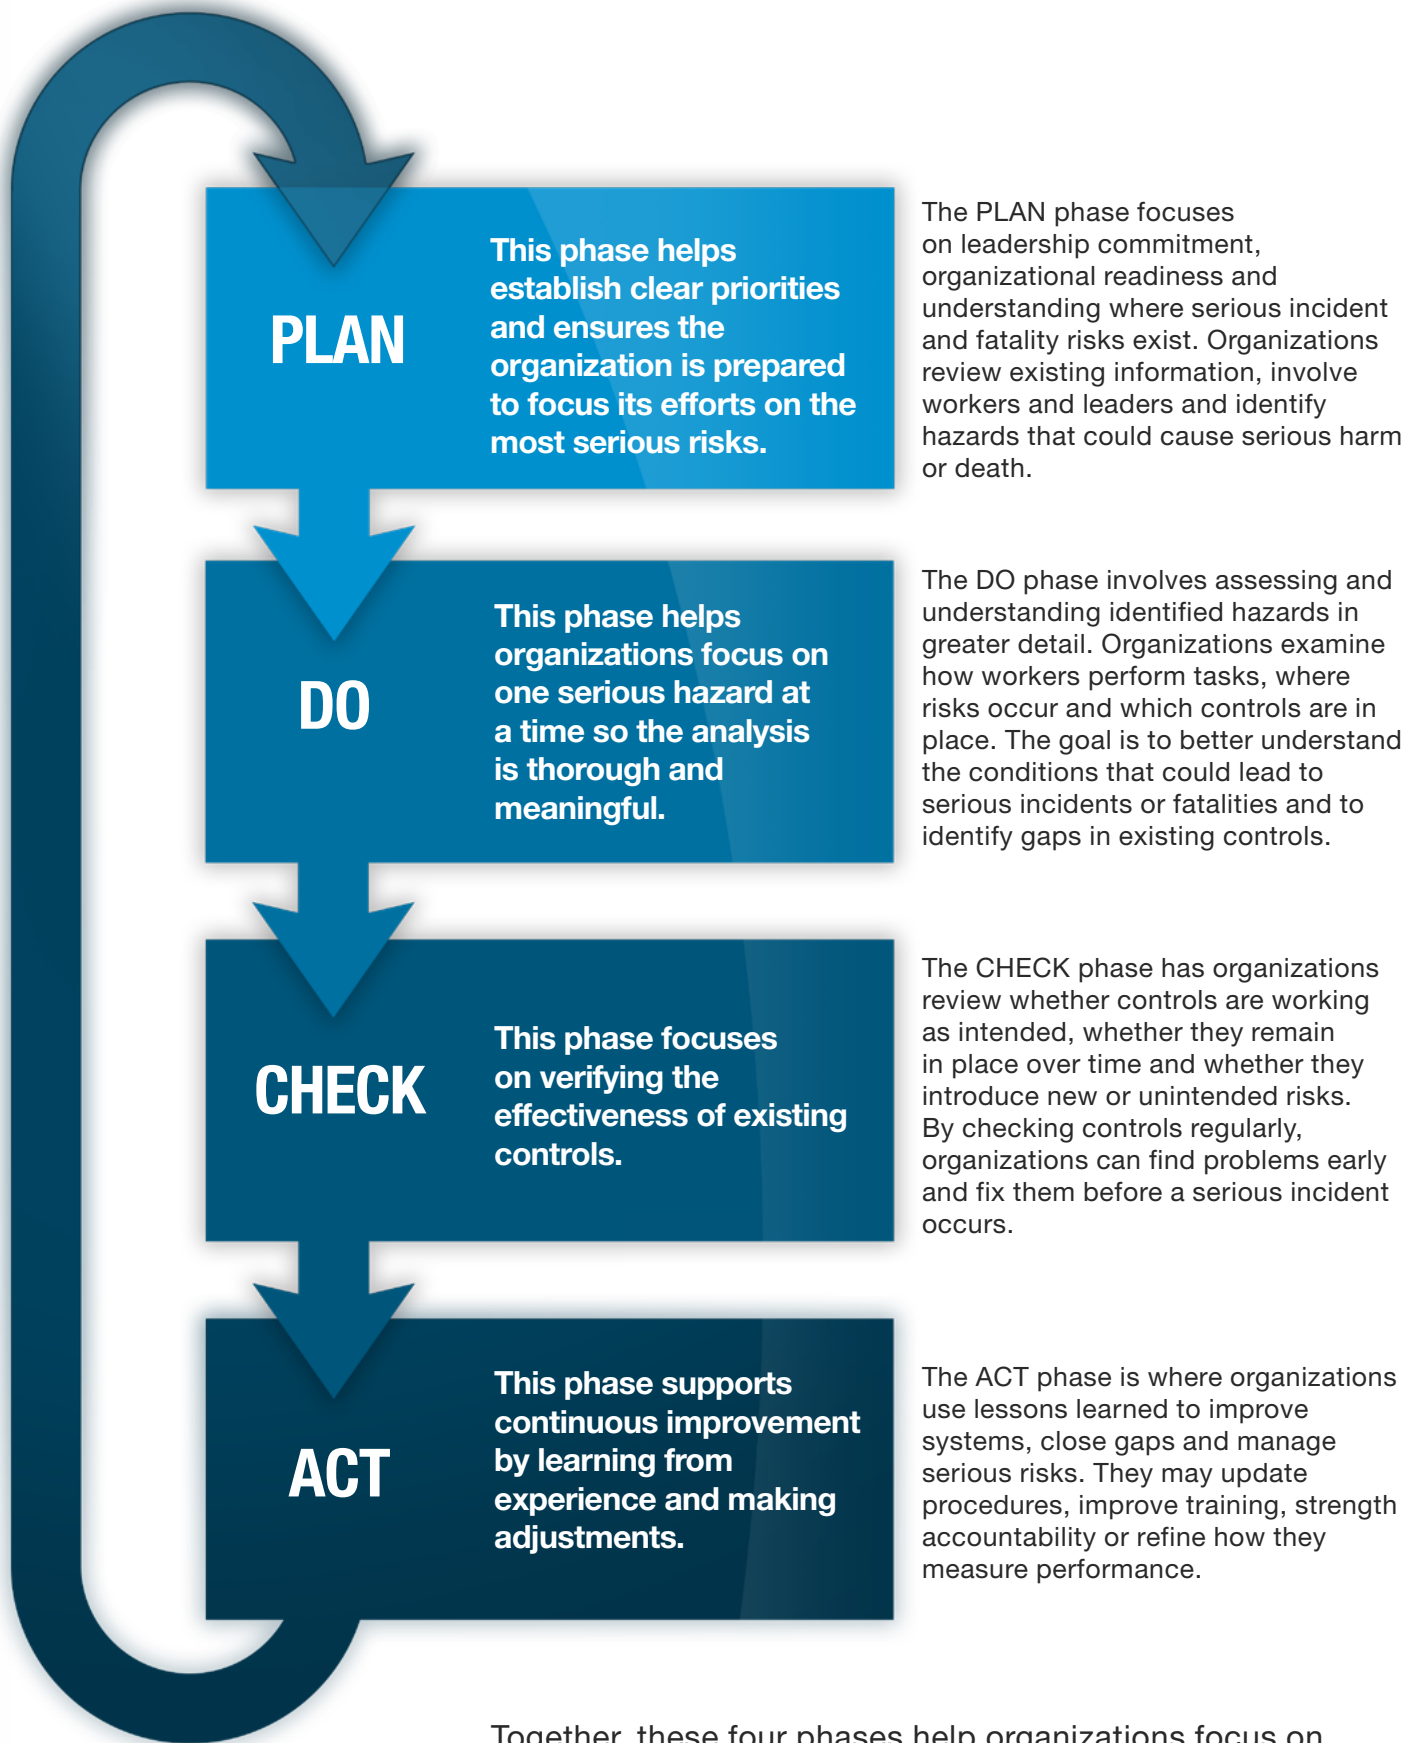 PLAN
This phase helps
establish clear priorities
and ensures the
organization is prepared
to focus its efforts on the
most serious risks.
The PLAN phase focuses
on leadership commitment,
organizational readiness and
understanding where serious incident
and fatality risks exist. Organizations
review existing information, involve
workers and leaders and identify
hazards that could cause serious harm
or death.
DO
This phase helps
organizations focus on
one serious hazard at
a time so the analysis
is thorough and
meaningful.
The DO phase involves assessing and
understanding identified hazards in
greater detail. Organizations examine
how workers perform tasks, where
risks occur and which controls are in
place. The goal is to better understand
the conditions that could lead to
serious incidents or fatalities and to
identify gaps in existing controls.
CHECK
This phase focuses
on verifying the
effectiveness of existing
controls.
The CHECK phase has organizations
review whether controls are working
as intended, whether they remain
in place over time and whether they
introduce new or unintended risks.
By checking controls regularly,
organizations can find problems early
and fix them before a serious incident
occurs.
ACT
This phase supports
continuous improvement
by learning from
experience and making
adjustments.
The ACT phase is where organizations
use lessons learned to improve
systems, close gaps and manage
serious risks. They may update
procedures, improve training, strength
accountability or refine how they
measure performance.
Together, these four phases help organizations focus on